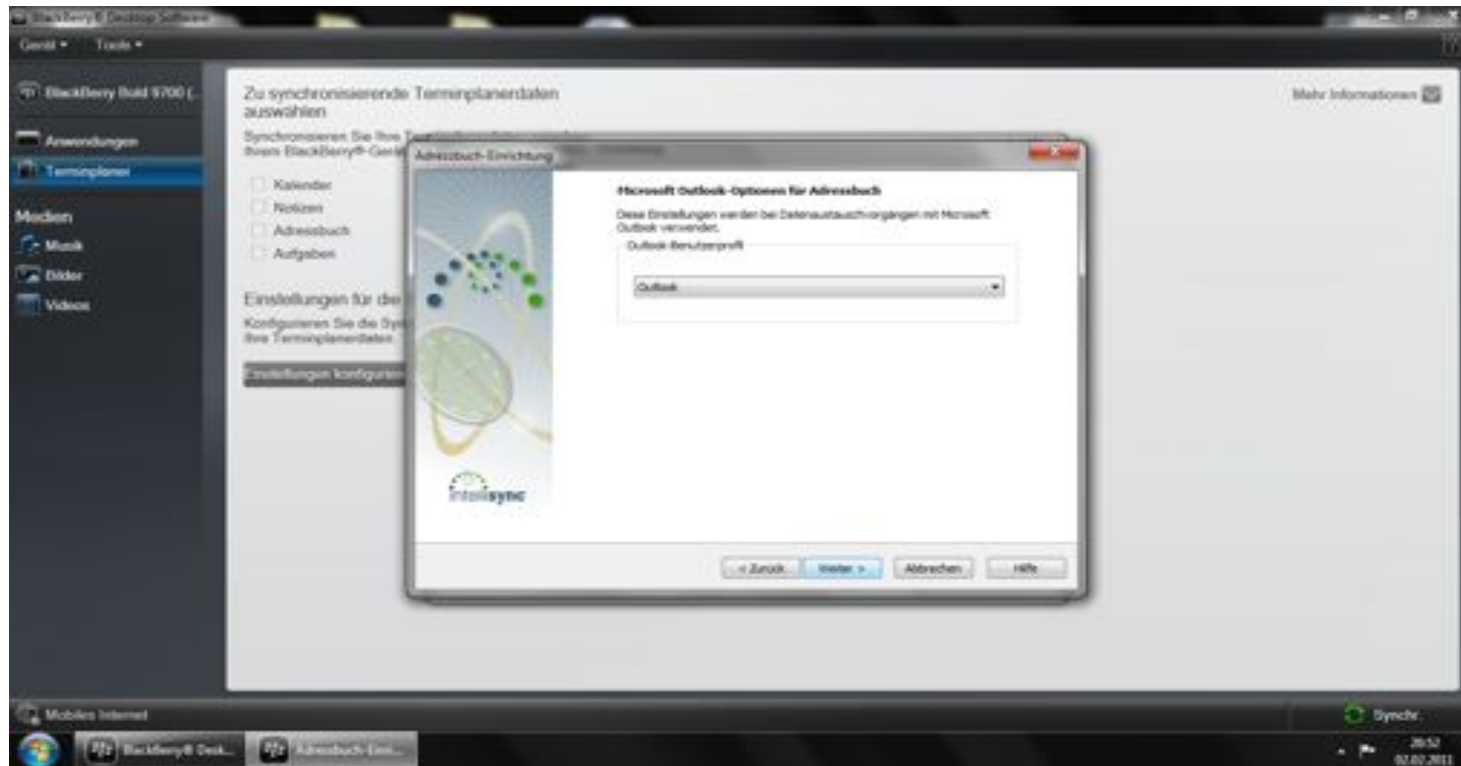 BlackBerry® Desktop Software
Gerät Tools
BlackBerry Bold 9700 (...
Anwendungen
Terminplaner
Medien
Musik
Bilder
Videos
Zu synchronisierende Terminplanerdaten
auswählen
Mehr Informationen
Synchronisieren Sie Ihre
Ihrem BlackBerry®-Gerät
Kalender
Notizen
Adressbuch
Aufgaben
Einstellungen für die
Konfigurieren Sie die
Ihre Terminplanerdaten
Einstellungen
Adressbuch-Einrichtung
Microsoft Outlook-Optionen für Adressbuch
Diese Einstellungen werden bei Datenaustauschvorgängen mit Microsoft
Outlook verwendet.
Outlook-Benutzerprofil
Outlook
intellisync
< Zurück Weiter > Abbrechen Hilfe
Mobiles Internet
Synchr.
BlackBerry® Desk...
Adressbuch-Einri...
20:52
02.02.2011